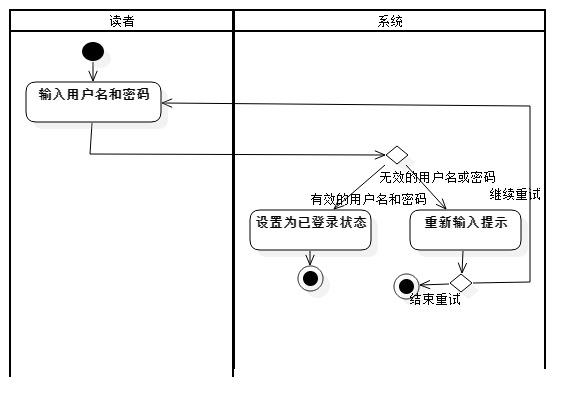 读者
系统
输入用户名和密码
无效的用户名或密码
继续重试
有效的用户名和密码
设置为已登录状态
重新输入提示
结束重试